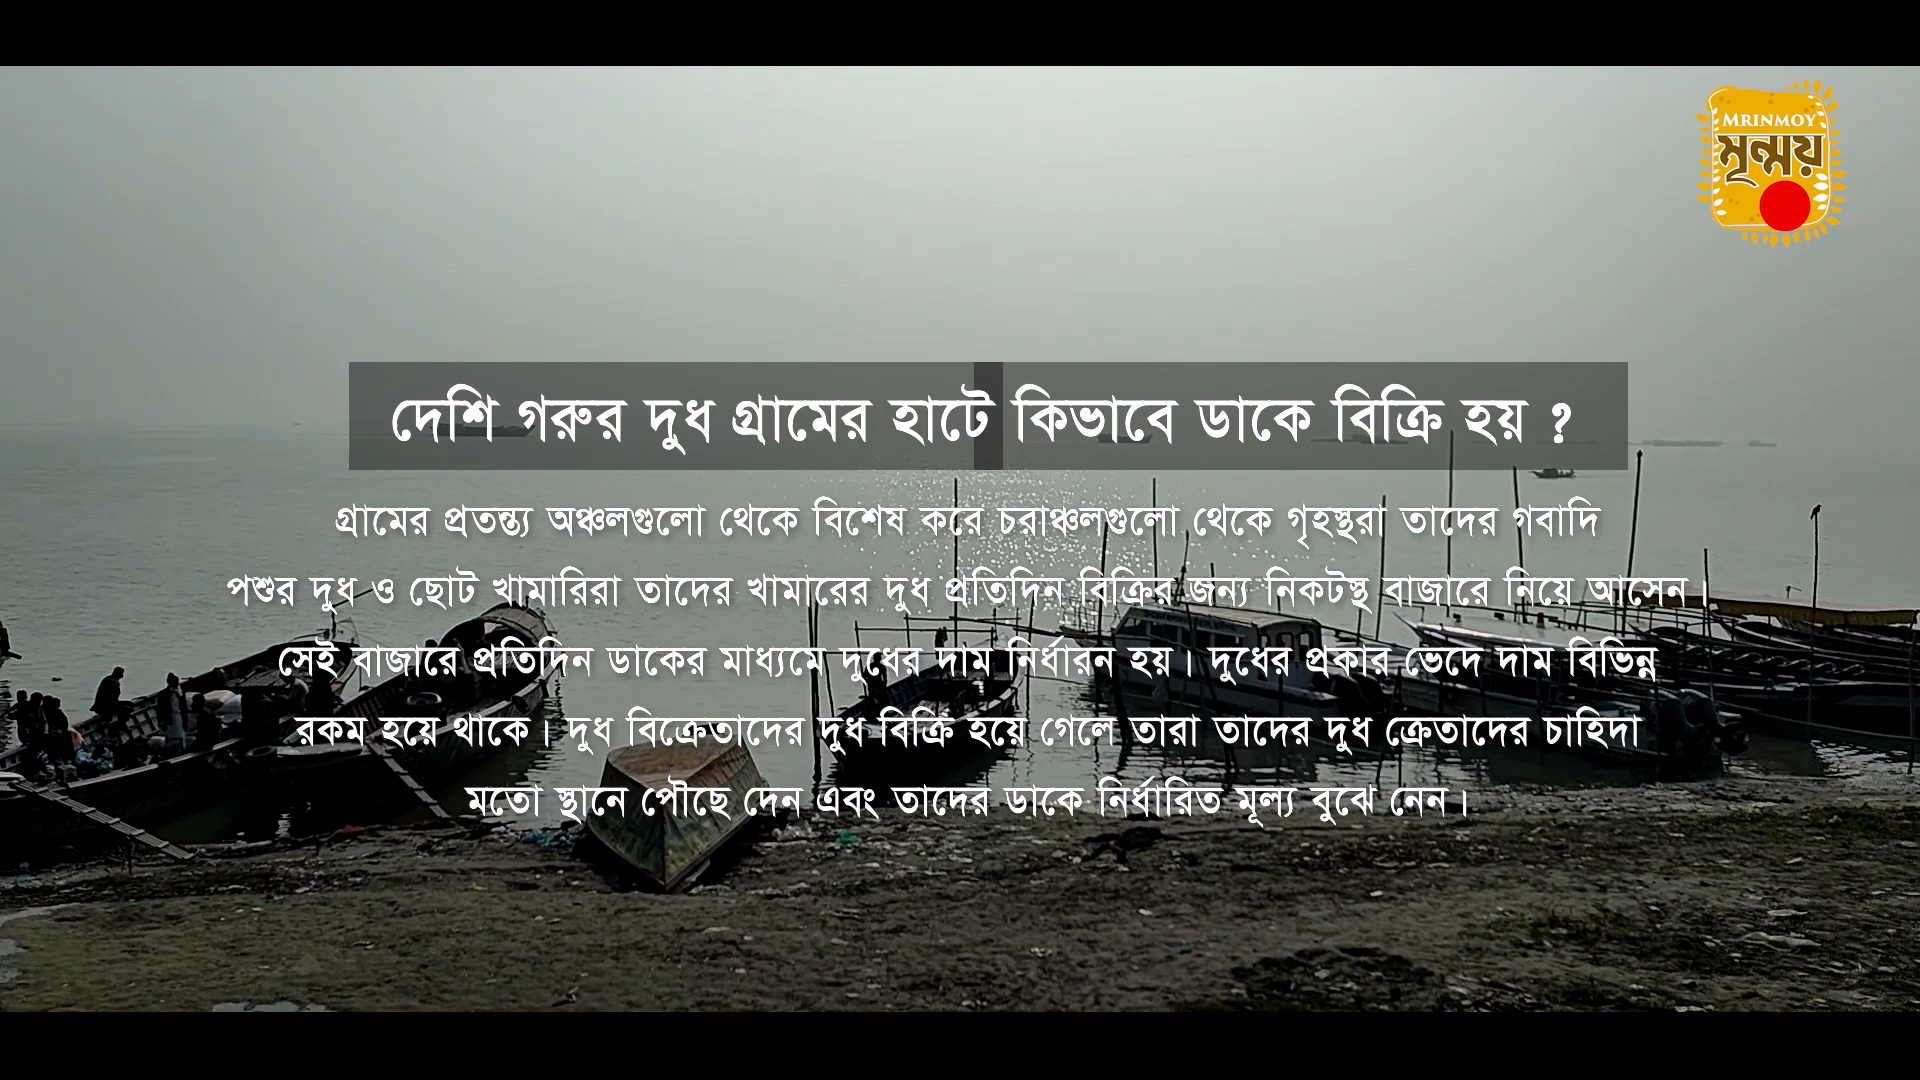 MRINMOY
মৃন্ময়
দেশি গরুর দুধ গ্রামের হাটে কিভাবে ডাকে বিক্রি হয় ?
গ্রামের প্রতন্ত্য অঞ্চলগুলো থেকে বিশেষ করে চরাঞ্চলগুলো থেকে গৃহস্থরা তাদের গবাদি
পশুর দুধ ও ছোট খামারিরা তাদের খামারের দুধ প্রতিদিন বিক্রির জন্য নিকটস্থ বাজারে নিয়ে আসেন।
সেই বাজারে প্রতিদিন ডাকের মাধ্যমে দুধের দাম নির্ধারন হয়। দুধের প্রকার ভেদে দাম বিভিন্ন
রকম হয়ে থাকে। দুধ বিক্রেতাদের দুধ বিক্রি হয়ে গেলে তারা তাদের দুধ ক্রেতাদের চাহিদা
মতো স্থানে পৌছে দেন এবং তাদের ডাকে নির্ধারিত মূল্য বুঝে নেন।